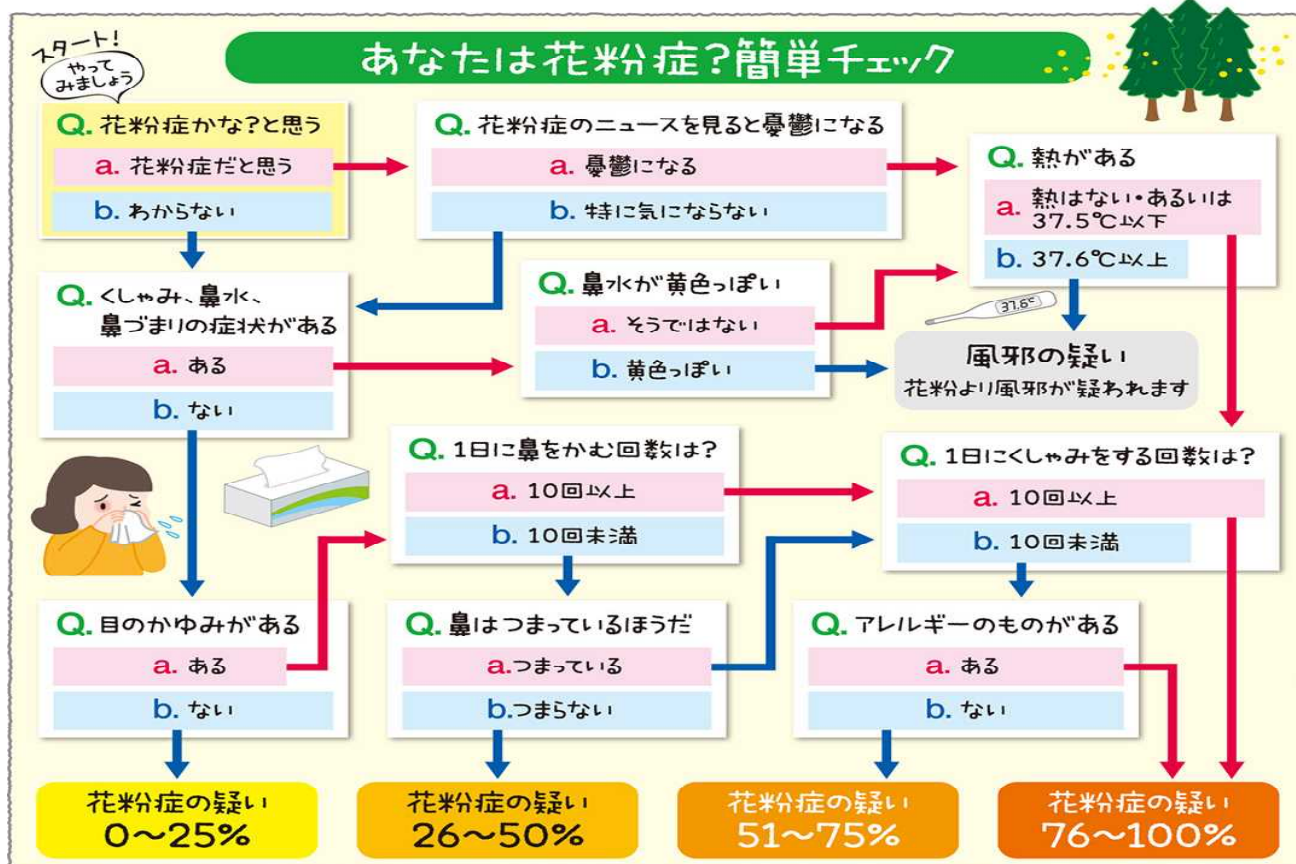 スタート!
やって
みましょう
あなたは花粉症?簡単チェック
Q. 花粉症かな?と思う
a. 花粉症だと思う
b. わからない
Q. 花粉症のニュースを見ると憂鬱になる
a. 憂鬱になる
b. 特に気にならない
Q. 熱がある
a. 熱はない・あるいは
37.5℃以下
b. 37.6℃以上
37.6℃
Q. くしゃみ、鼻水、
鼻づまりの症状がある
a. ある
b. ない
Q. 鼻水が黄色っぽい
a. そうではない
b. 黄色っぽい
風邪の疑い
花粉より風邪が疑われます
Q. 1日に鼻をかむ回数は?
a. 10回以上
b. 10回未満
Q. 1日にくしゃみをする回数は?
a. 10回以上
b. 10回未満
Q. 目のかゆみがある
a. ある
b. ない
Q. 鼻はつまっているほうだ
a.つまっている
b.つまらない
Q. アレルギーのものがある
a. ある
b. ない
花粉症の疑い
0〜25%
花粉症の疑い
26〜50%
花粉症の疑い
51〜75%
花粉症の疑い
76〜100%